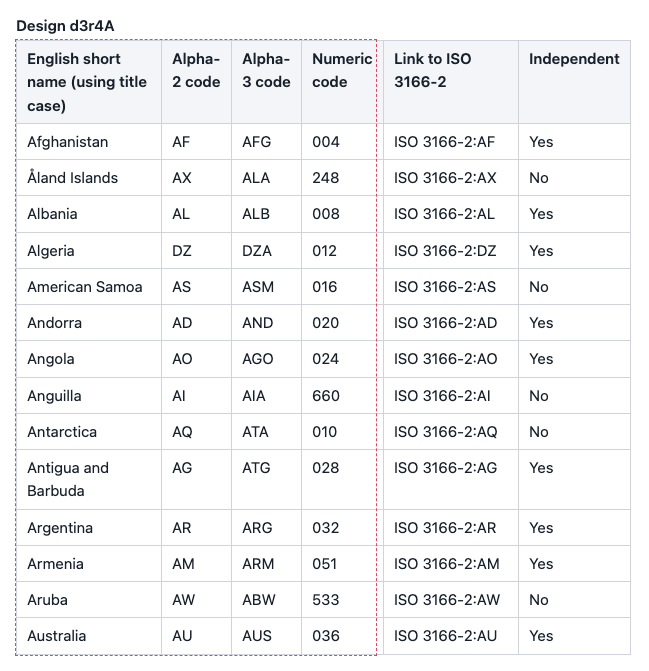 Design d3r4A
English short name (using title case) Alpha-2 code Alpha-3 code Numeric code Link to ISO 3166-2 Independent
Afghanistan AF AFG 004 ISO 3166-2:AF Yes
Åland Islands AX ALA 248 ISO 3166-2:AX No
Albania AL ALB 008 ISO 3166-2:AL Yes
Algeria DZ DZA 012 ISO 3166-2:DZ Yes
American Samoa AS ASM 016 ISO 3166-2:AS No
Andorra AD AND 020 ISO 3166-2:AD Yes
Angola AO AGO 024 ISO 3166-2:AO Yes
Anguilla AI AIA 660 ISO 3166-2:AI No
Antarctica AQ ATA 010 ISO 3166-2:AQ No
Antigua and Barbuda AG ATG 028 ISO 3166-2:AG Yes
Argentina AR ARG 032 ISO 3166-2:AR Yes
Armenia AM ARM 051 ISO 3166-2:AM Yes
Aruba AW ABW 533 ISO 3166-2:AW No
Australia AU AUS 036 ISO 3166-2:AU Yes